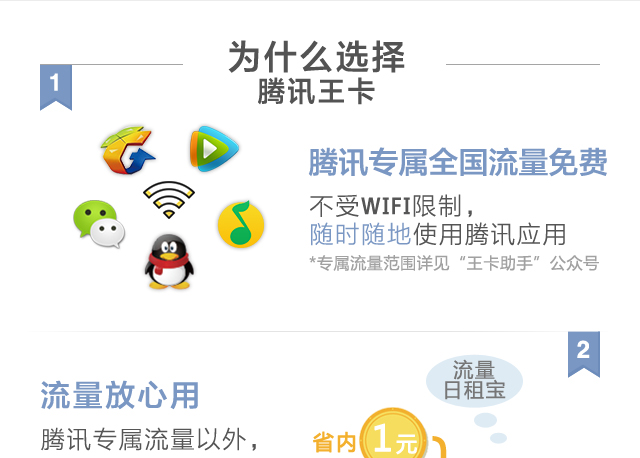 为什么选择
腾讯王卡
1
腾讯专属全国流量免费
不受WIFI限制，
随时随地使用腾讯应用
*专属流量范围详见“王卡助手”公众号
2
流量
日租宝
流量放心用
腾讯专属流量以外，
省内
1元